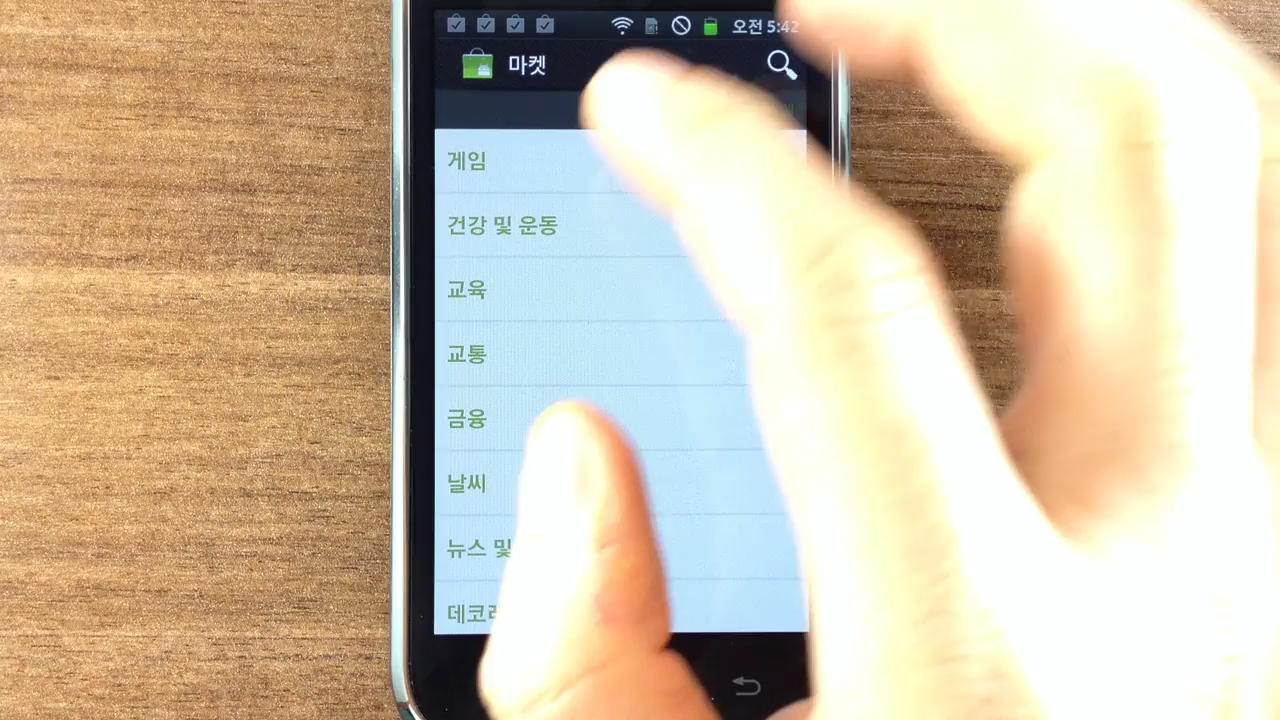 오전 5:42
마켓
게임
건강 및 운동
교육
교통
금융
날씨
뉴스 및
데코